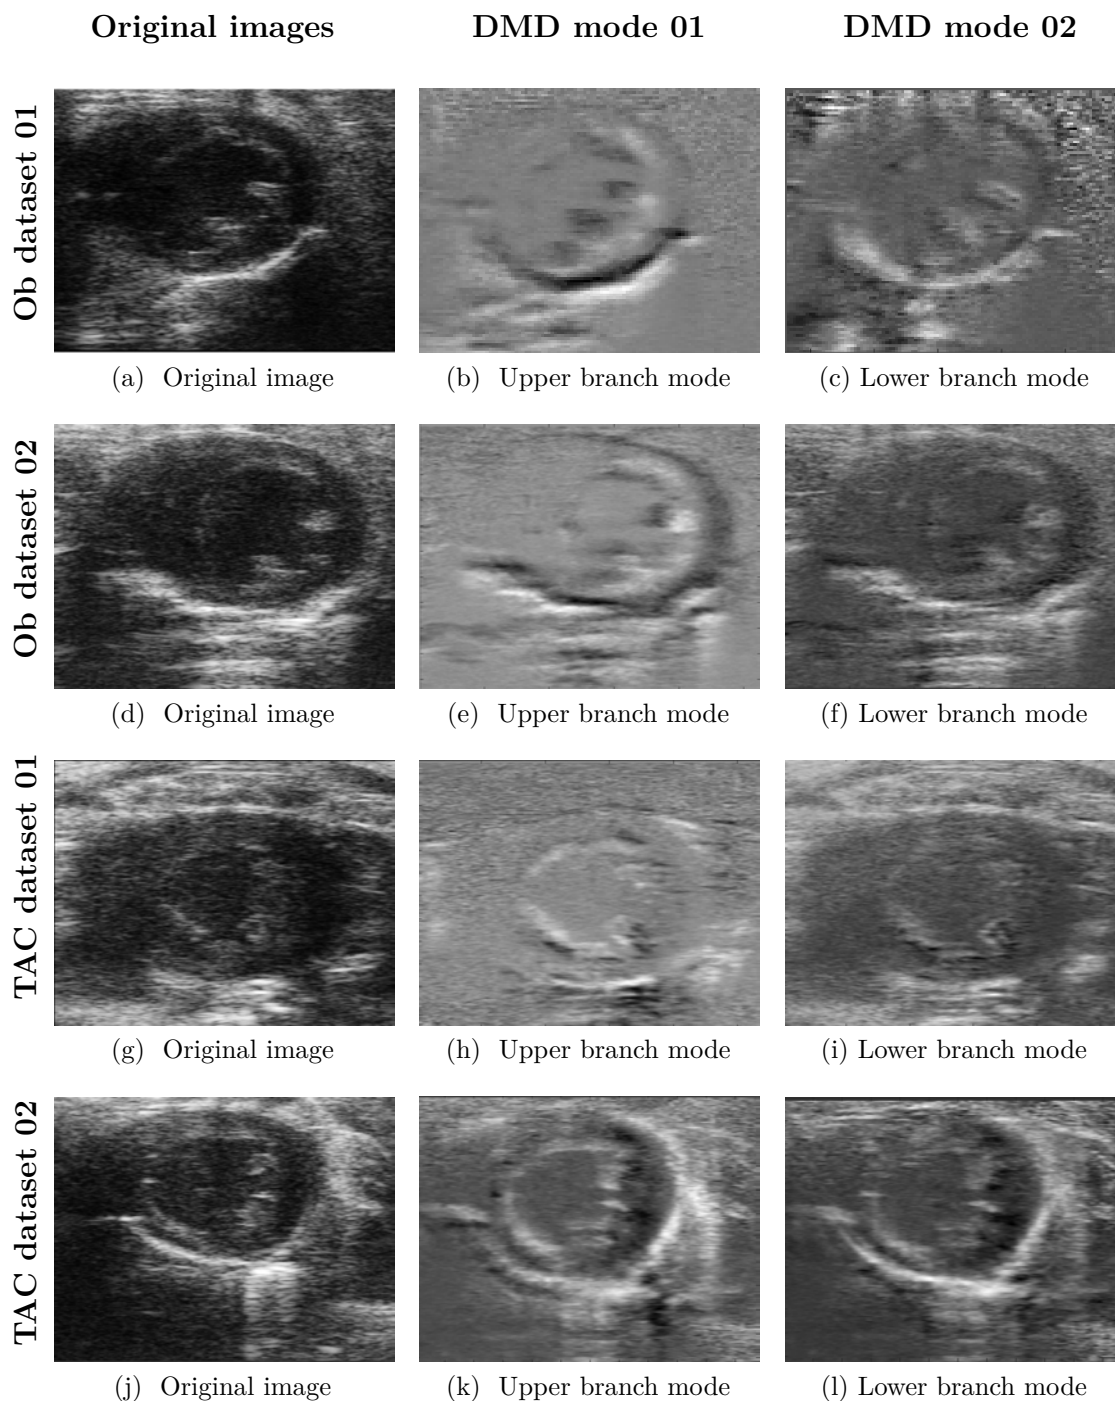 Original images DMD mode 01 DMD mode 02
Ob dataset 01
(a) Original image (b) Upper branch mode (c) Lower branch mode
Ob dataset 02
(d) Original image (e) Upper branch mode (f) Lower branch mode
TAC dataset 01
(g) Original image (h) Upper branch mode (i) Lower branch mode
TAC dataset 02
(j) Original image (k) Upper branch mode (l) Lower branch mode